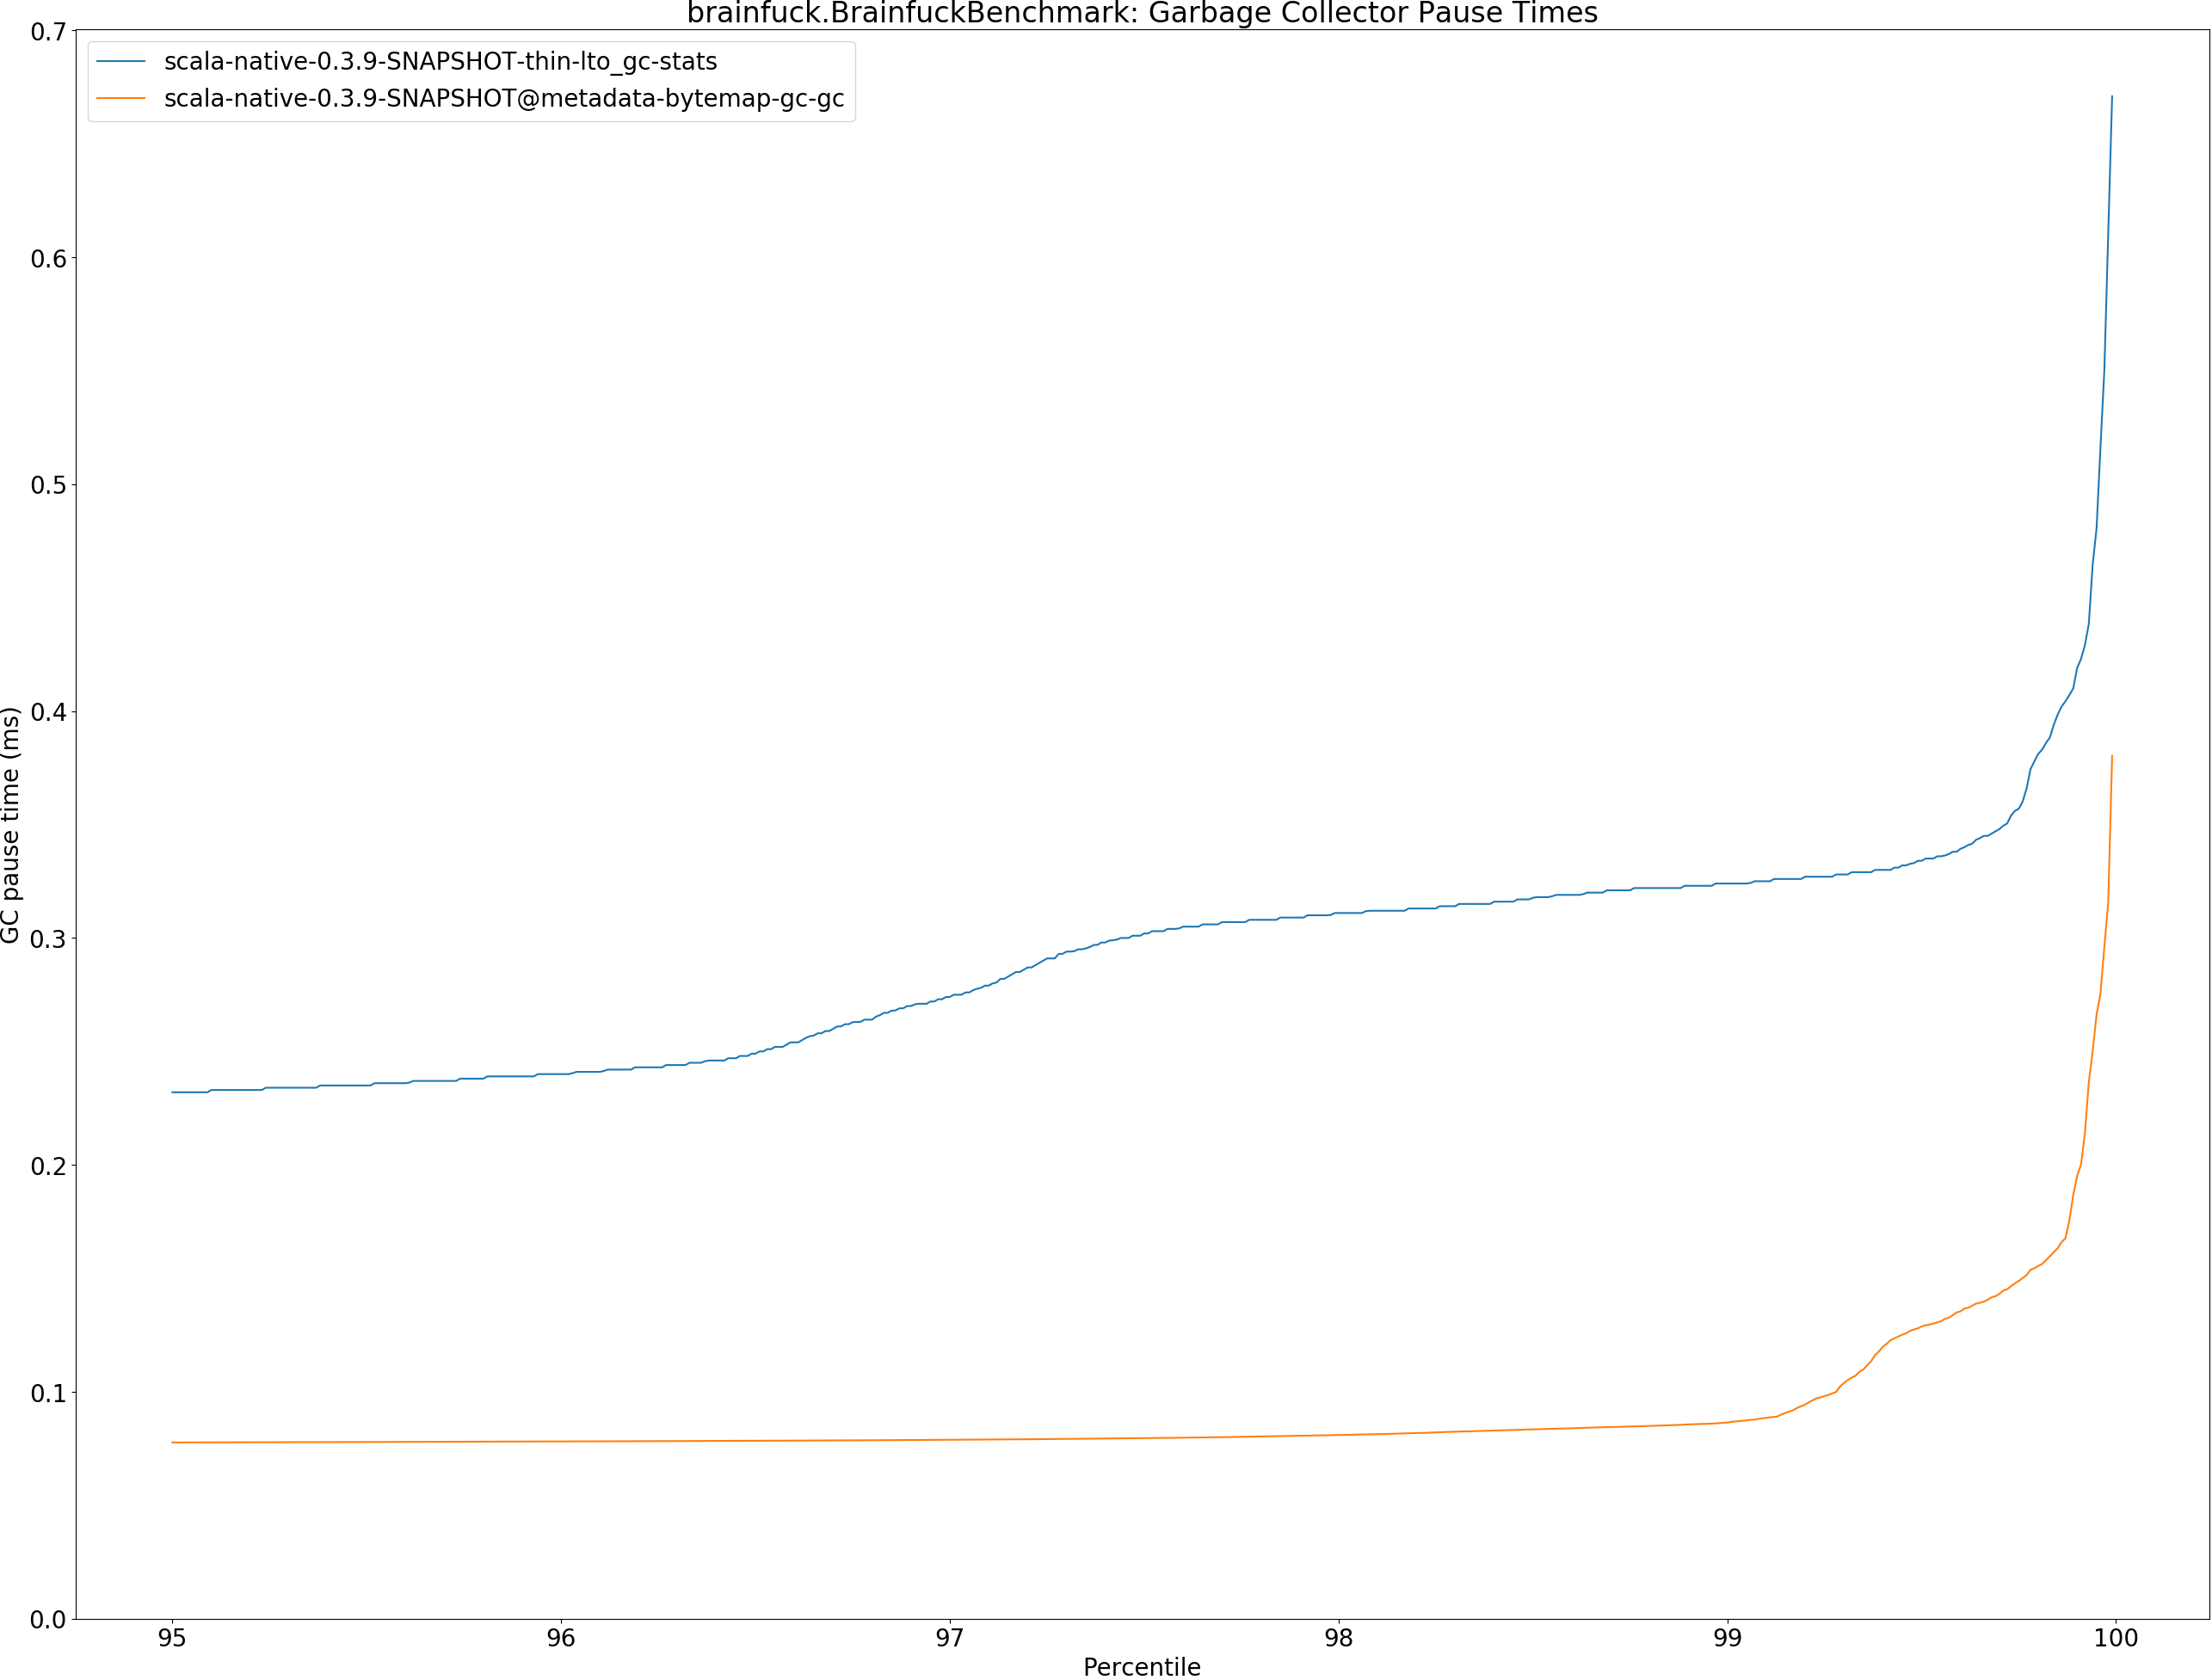 brainfuck.BrainfuckBenchmark: Garbage Collector Pause Times
scala-native-0.3.9-SNAPSHOT-thin-lto_gc-stats
scala-native-0.3.9-SNAPSHOT@metadata-bytemap-gc-gc
GC pause time (ms)
0.7
0.6
0.5
0.4
0.3
0.2
0.1
0.0
95 96 97 98 99 100
Percentile